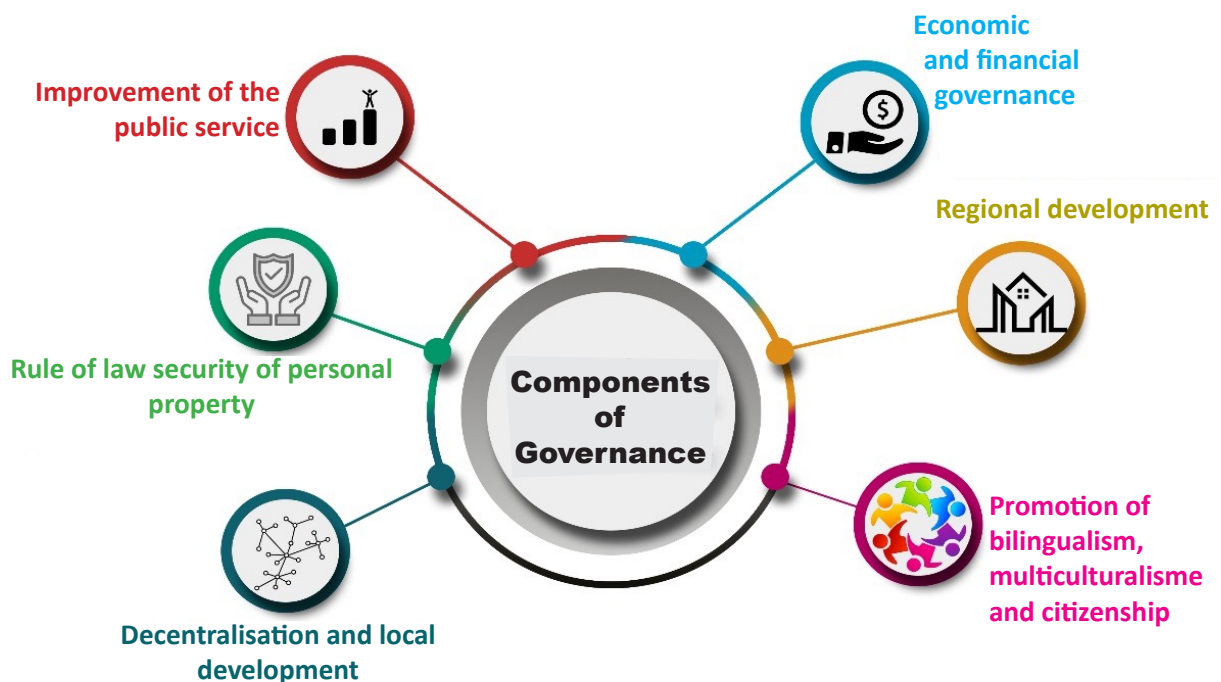 Economic
and financial
governance
Improvement of the
public service
$
Regional development
Rule of law security of personal
property
Components
of
Governance
Promotion of
bilingualism,
multiculturalisme
and citizenship
Decentralisation and local
development